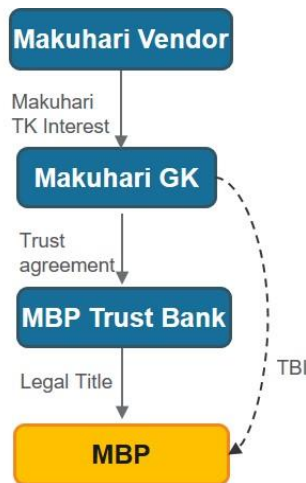 Makuhari Vendor
Makuhari
TK Interest
Makuhari GK
Trust
agreement
MBP Trust Bank
TBI
Legal Title
MBP